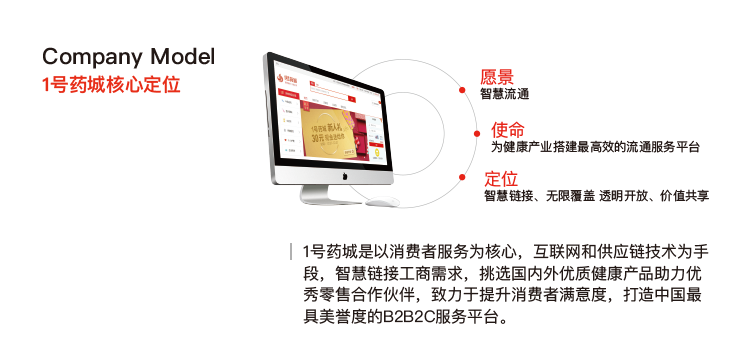 Company Model
1号药城核心定位
愿景
智慧流通
使命
为健康产业搭建最高效的流通服务平台
定位
智慧链接、无限覆盖 透明开放、价值共享
1号药城是以消费者服务为核心，互联网和供应链技术为手
段，智慧链接工商需求，挑选国内外优质健康产品助力优
秀零售合作伙伴，致力于提升消费者满意度，打造中国最
具美誉度的B2B2C服务平台。